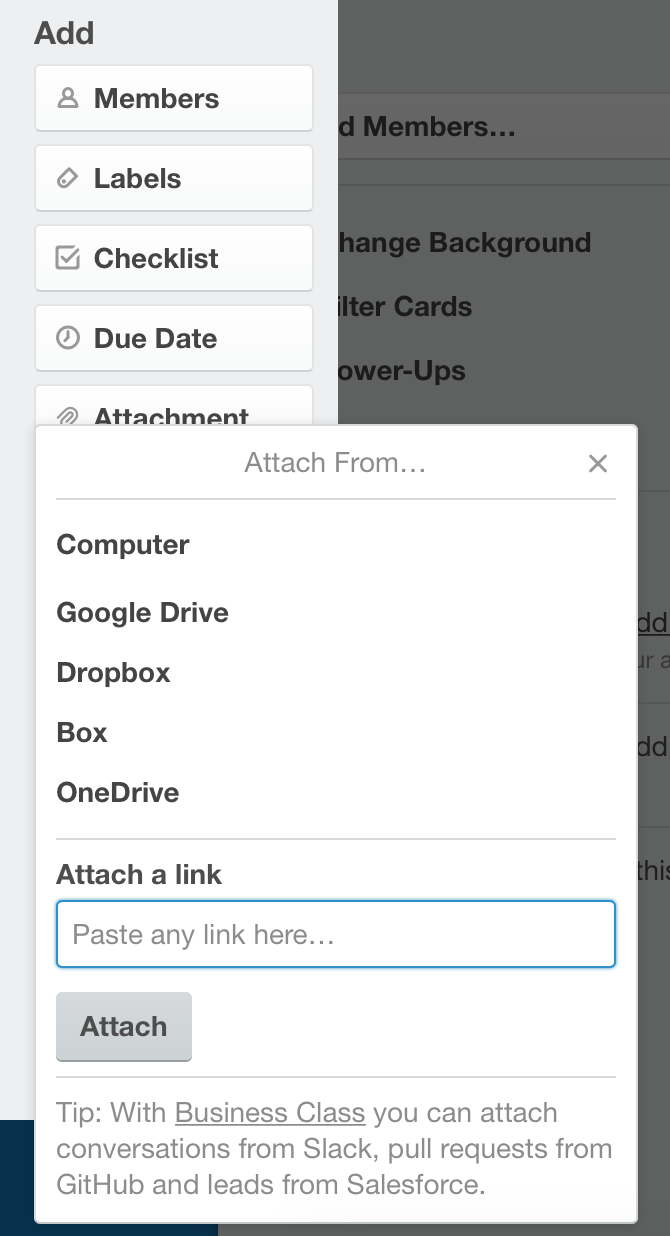 Add
Members
Labels
Checklist
Due Date
Attachment
d Members…
hange Background
ilter Cards
ower-Ups
Attach From…
Computer
Google Drive
Dropbox
Box
OneDrive
Attach a link
Paste any link here…
Attach
Tip: With Business Class you can attach
conversations from Slack, pull requests from
GitHub and leads from Salesforce.
dd
ur a
dd
this